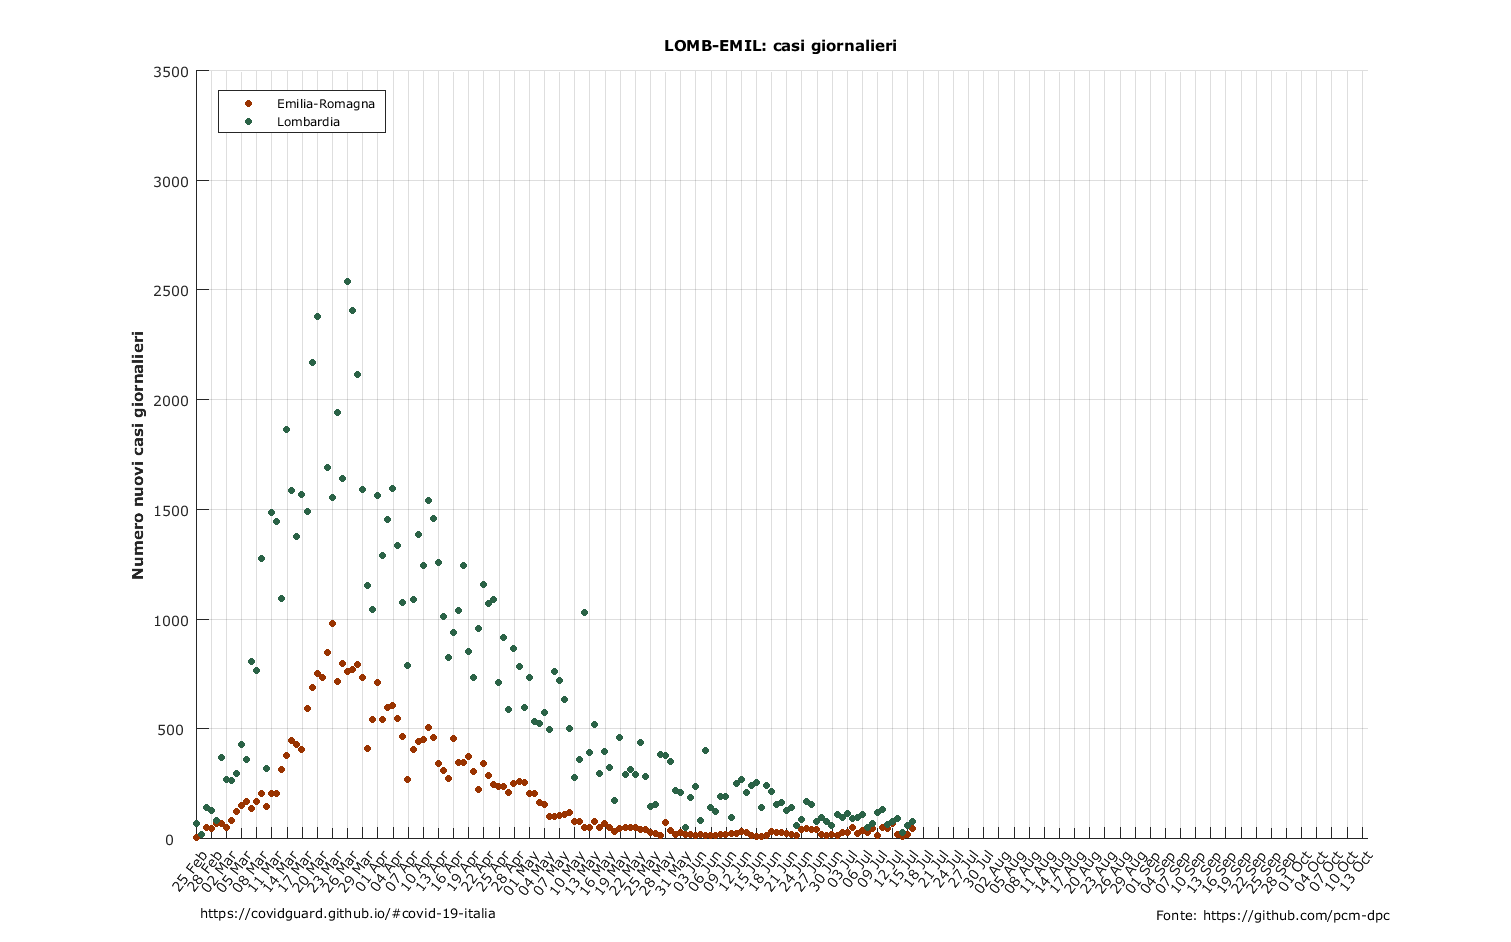 LOMB-EMIL: casi giornalieri
3500
3000
2500
2000
1500
1000
500
0
Numero nuovi casi giornalieri
Emilia-Romagna
Lombardia
25 Feb
28 Feb
02 Mar
05 Mar
08 Mar
11 Mar
14 Mar
17 Mar
20 Mar
23 Mar
26 Mar
29 Mar
01 Apr
04 Apr
07 Apr
10 Apr
13 Apr
16 Apr
19 Apr
22 Apr
25 Apr
28 Apr
01 May
04 May
07 May
10 May
13 May
16 May
19 May
22 May
25 May
28 May
31 May
03 Jun
06 Jun
09 Jun
12 Jun
15 Jun
18 Jun
21 Jun
24 Jun
27 Jun
30 Jun
03 Jul
06 Jul
09 Jul
12 Jul
15 Jul
18 Jul
21 Jul
24 Jul
27 Jul
30 Jul
02 Aug
05 Aug
08 Aug
11 Aug
14 Aug
17 Aug
20 Aug
23 Aug
26 Aug
29 Aug
01 Sep
04 Sep
07 Sep
10 Sep
13 Sep
16 Sep
19 Sep
22 Sep
25 Sep
28 Sep
01 Oct
04 Oct
07 Oct
10 Oct
13 Oct
https://covidguard.github.io/#covid-19-italia
Fonte: https://github.com/pcm-dpc